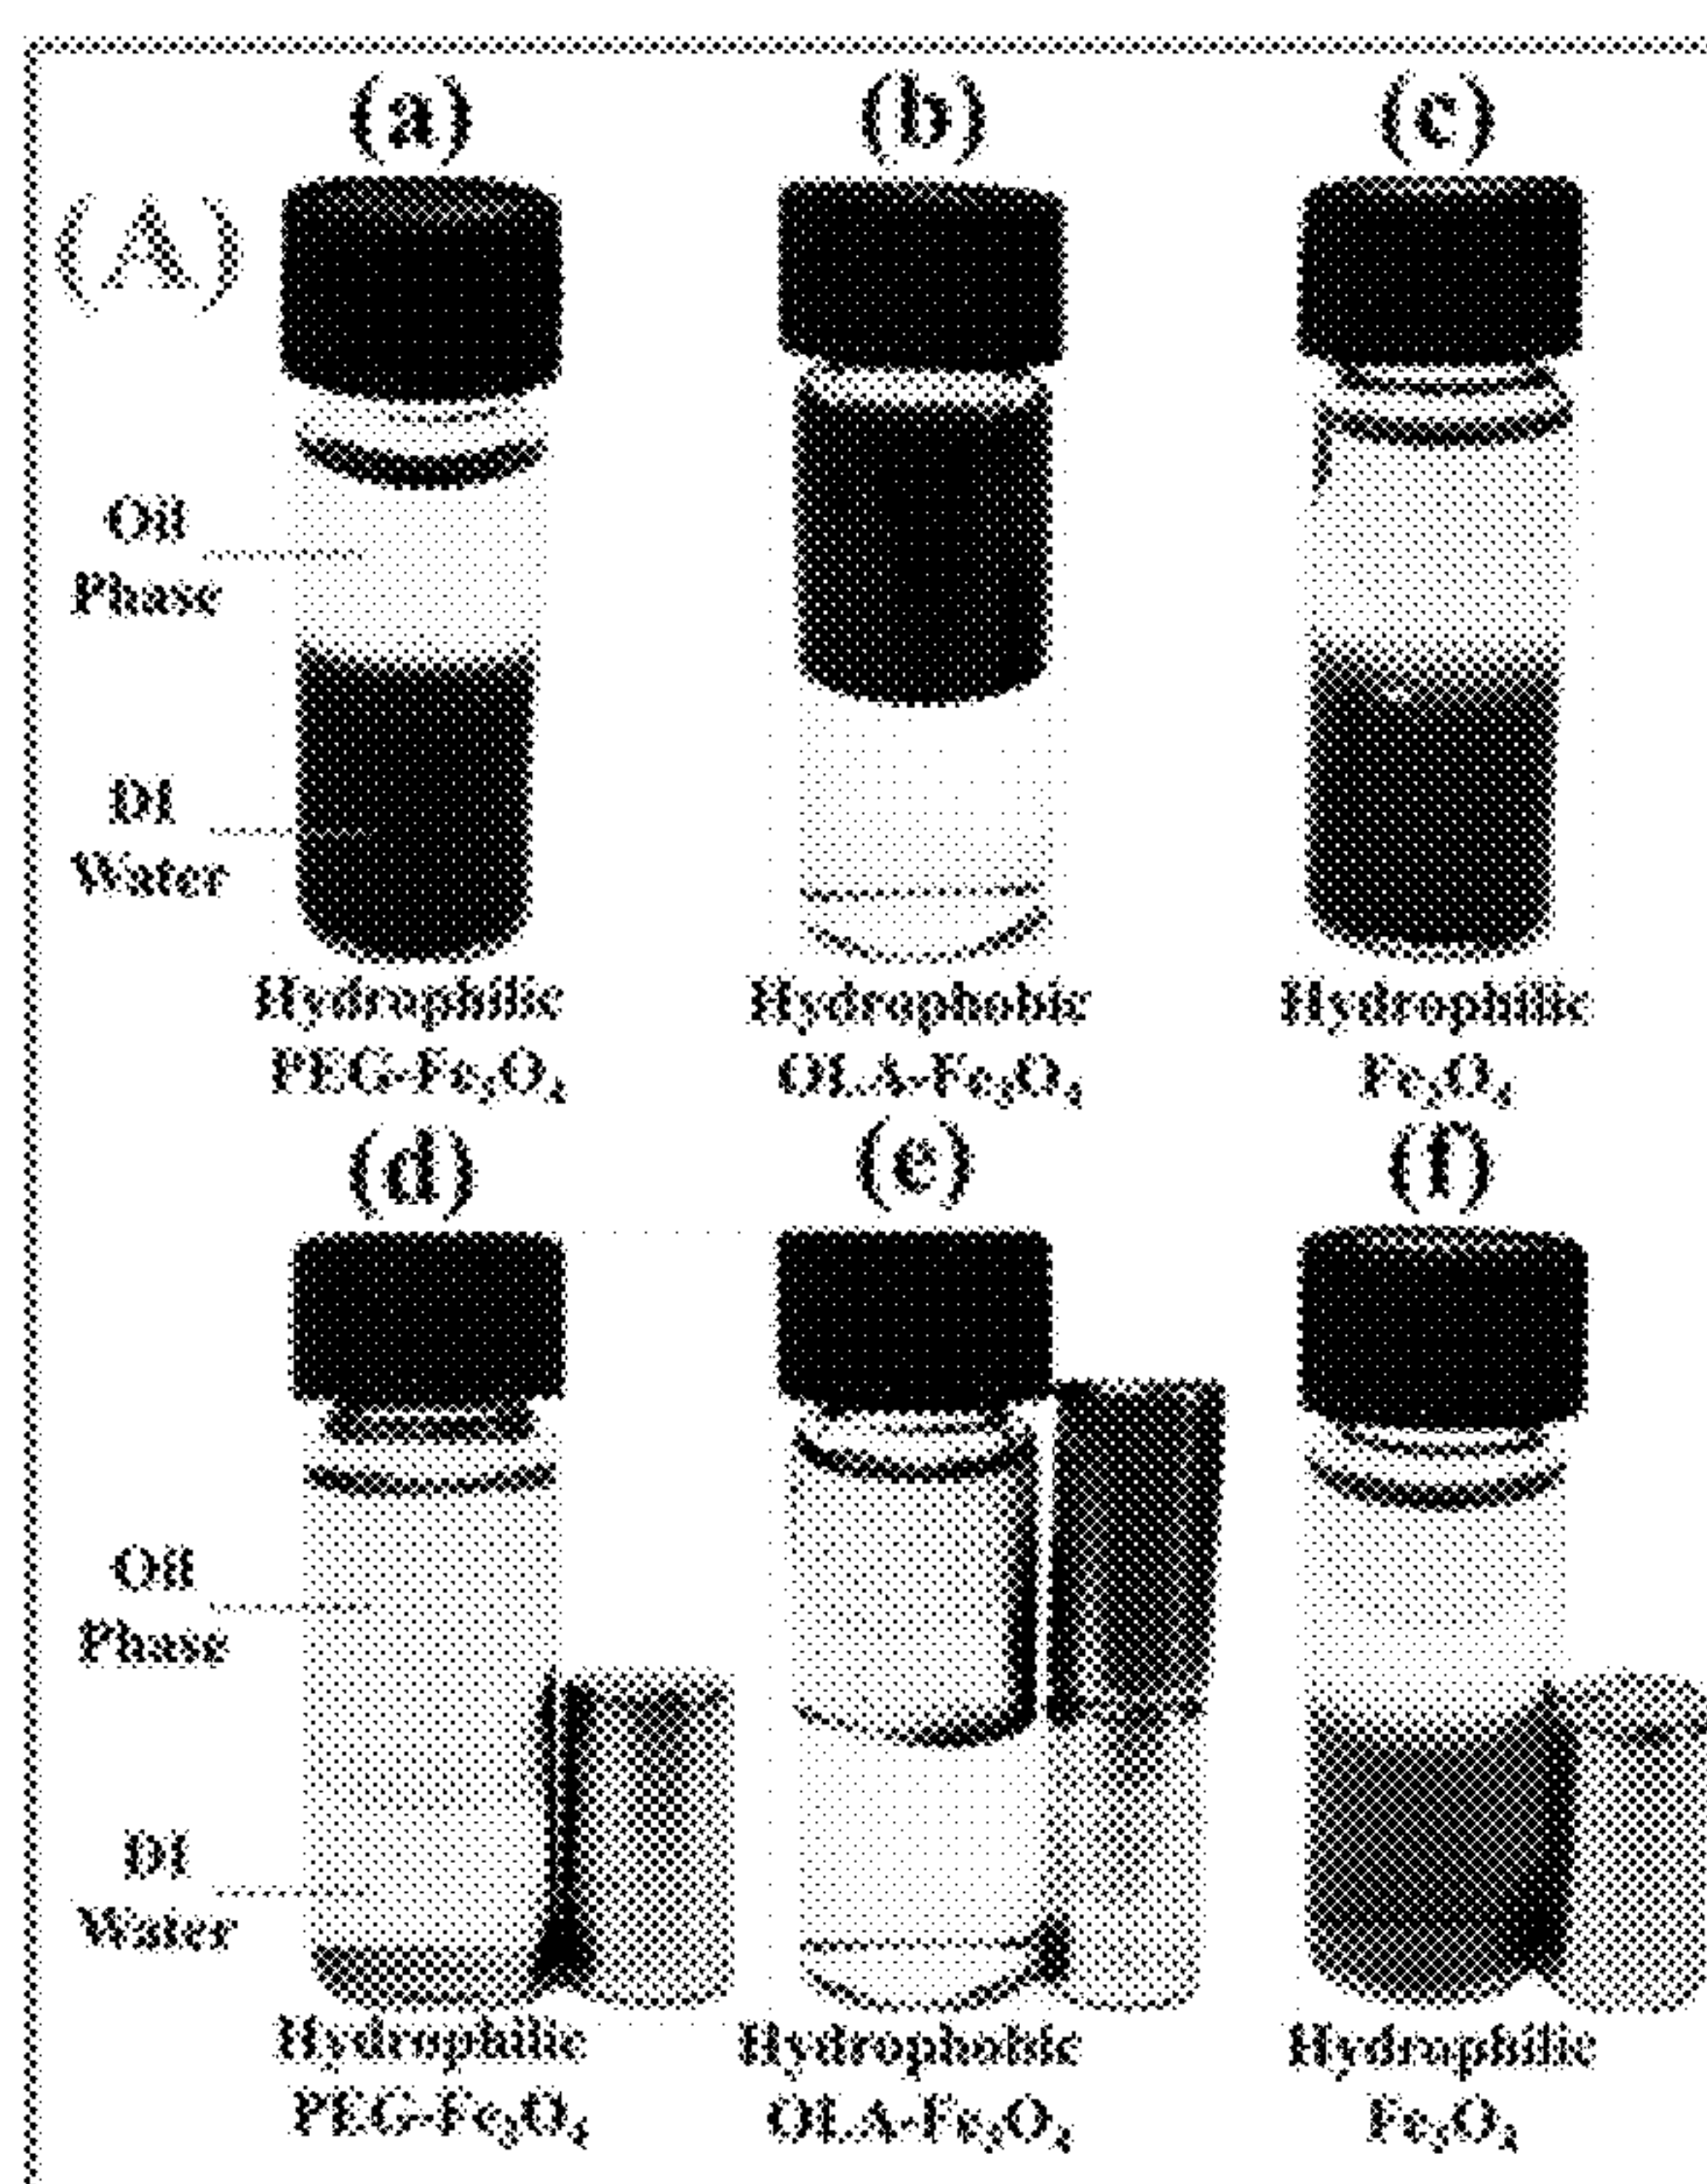 (a) (b) (c)
(A)
Oil
Phase
DI
Water
Hydrophilic Hydrophobic Hydrophilic
PEG-Fe₃O₄ OLA-Fe₃O₄ Fe₃O₄
(d) (e) (f)
Oil
Phase
DI
Water
Hydrophilic Hydrophobic Hydrophilic
PEG-Fe₃O₄ OLA-Fe₃O₄ Fe₃O₄